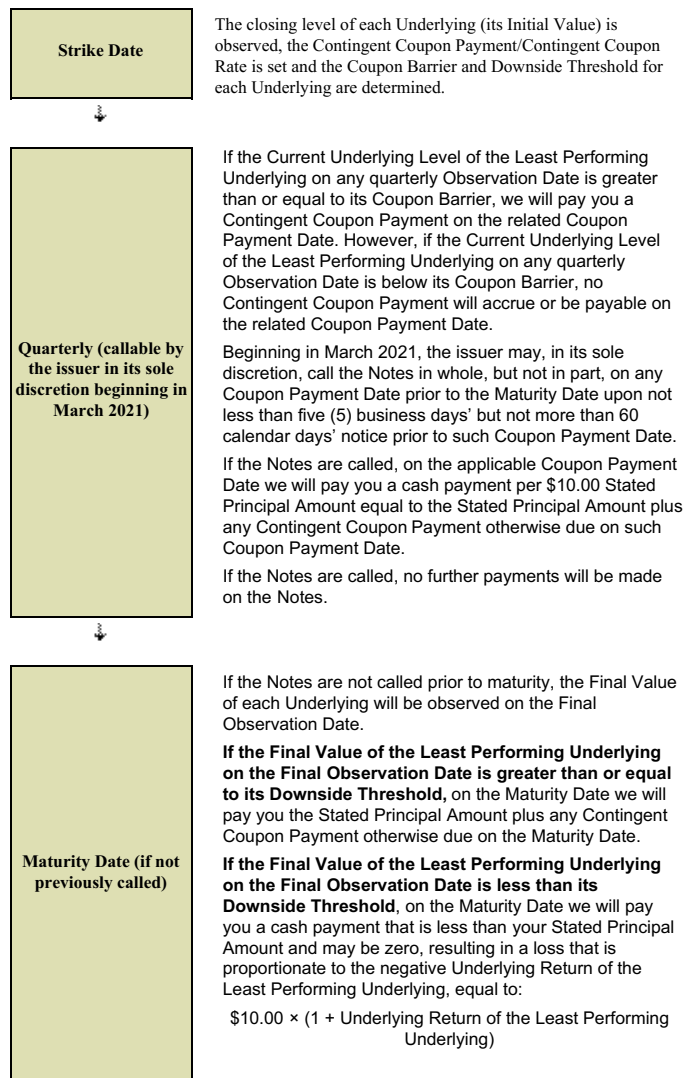 Strike Date
The closing level of each Underlying (its Initial Value) is
observed, the Contingent Coupon Payment/Contingent Coupon
Rate is set and the Coupon Barrier and Downside Threshold for
each Underlying are determined.
Quarterly (callable by
the issuer in its sole
discretion beginning in
March 2021)
If the Current Underlying Level of the Least Performing
Underlying on any quarterly Observation Date is greater
than or equal to its Coupon Barrier, we will pay you a
Contingent Coupon Payment on the related Coupon
Payment Date. However, if the Current Underlying Level
of the Least Performing Underlying on any quarterly
Observation Date is below its Coupon Barrier, no
Contingent Coupon Payment will accrue or be payable on
the related Coupon Payment Date.
Beginning in March 2021, the issuer may, in its sole
discretion, call the Notes in whole, but not in part, on any
Coupon Payment Date prior to the Maturity Date upon not
less than five (5) business days’ but not more than 60
calendar days’ notice prior to such Coupon Payment Date.
If the Notes are called, on the applicable Coupon Payment
Date we will pay you a cash payment per $10.00 Stated
Principal Amount equal to the Stated Principal Amount plus
any Contingent Coupon Payment otherwise due on such
Coupon Payment Date.
If the Notes are called, no further payments will be made
on the Notes.
Maturity Date (if not
previously called)
If the Notes are not called prior to maturity, the Final Value
of each Underlying will be observed on the Final
Observation Date.
If the Final Value of the Least Performing Underlying
on the Final Observation Date is greater than or equal
to its Downside Threshold, on the Maturity Date we will
pay you the Stated Principal Amount plus any Contingent
Coupon Payment otherwise due on the Maturity Date.
If the Final Value of the Least Performing Underlying
on the Final Observation Date is less than its
Downside Threshold, on the Maturity Date we will pay
you a cash payment that is less than your Stated Principal
Amount and may be zero, resulting in a loss that is
proportionate to the negative Underlying Return of the
Least Performing Underlying, equal to:
$10.00 × (1 + Underlying Return of the Least Performing
Underlying)